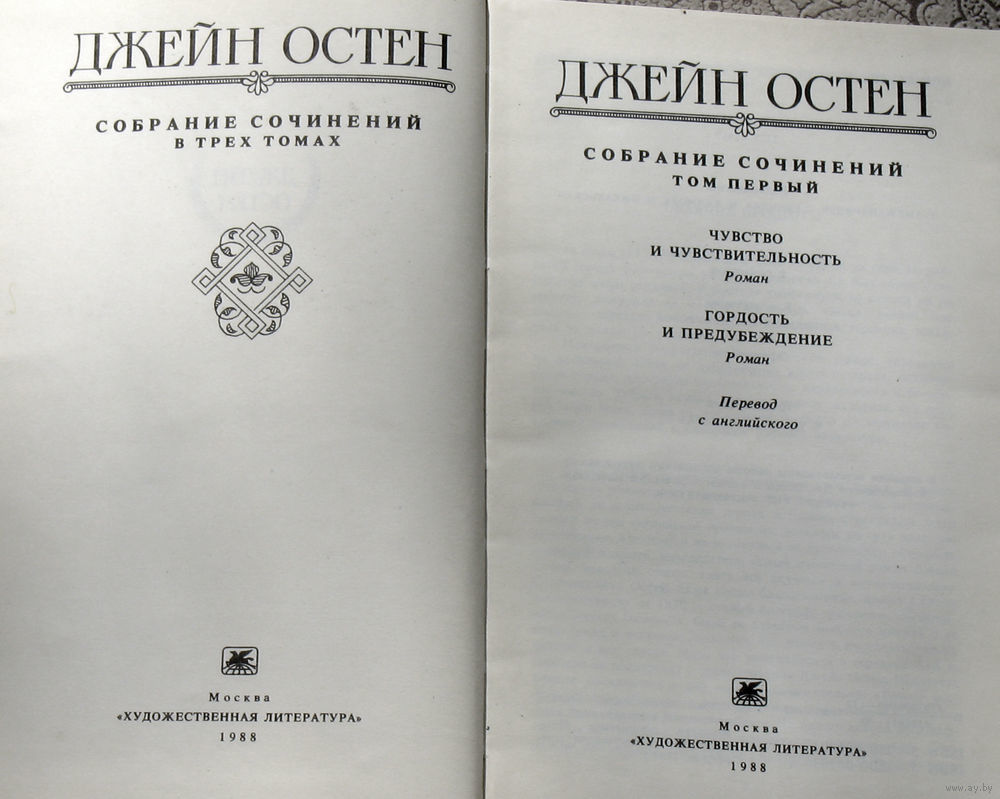 ДЖЕЙН ОСТЕН
СОБРАНИЕ СОЧИНЕНИЙ
В ТРЕХ ТОМАХ
Москва
«ХУДОЖЕСТВЕННАЯ ЛИТЕРАТУРА»
1988
ДЖЕЙН ОСТЕН
СОБРАНИЕ СОЧИНЕНИЙ
ТОМ ПЕРВЫЙ
ЧУВСТВО
И ЧУВСТВИТЕЛЬНОСТЬ
Роман
ГОРДОСТЬ
И ПРЕДУБЕЖДЕНИЕ
Роман
Перевод
с английского
Москва
«ХУДОЖЕСТВЕННАЯ ЛИТЕРАТУРА»
1988
www.ay.by